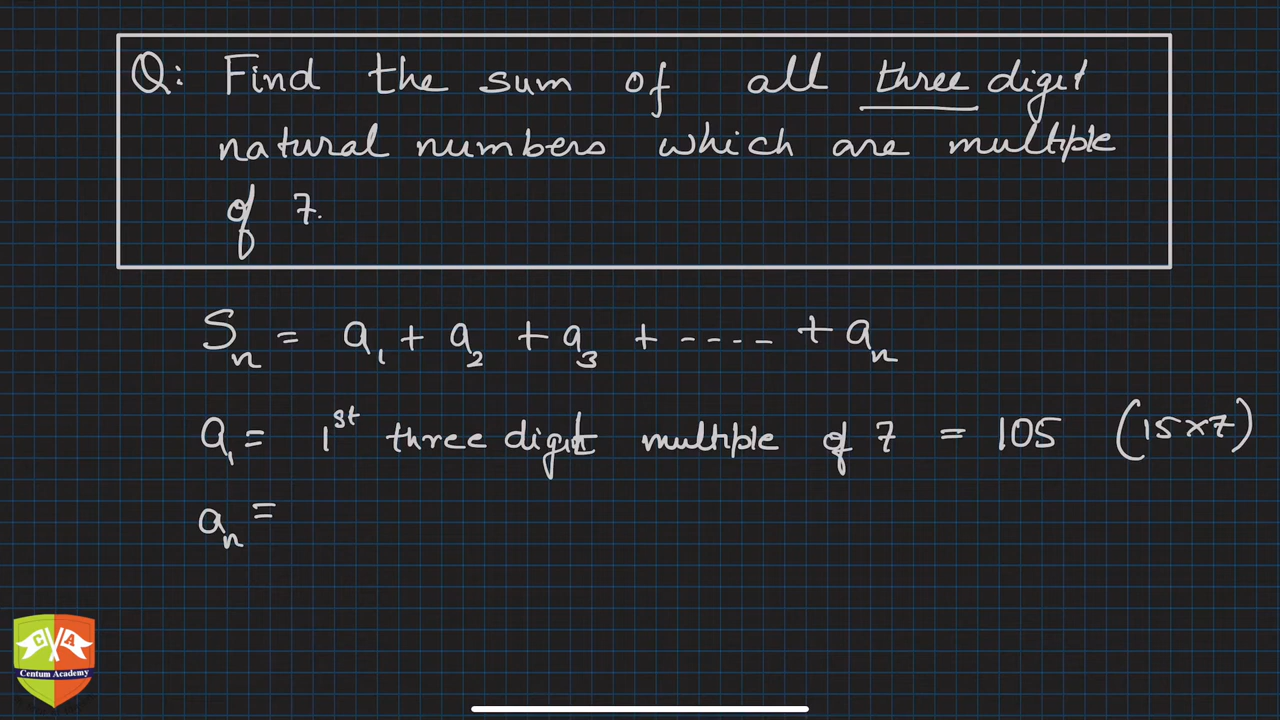 Q: Find the sum of all three digit
natural numbers which are multiple
of 7.
Sn = a1 + a2 + a3 + ---- + an
a1 = 1st three digit multiple of 7 = 105 (15×7)
an =
C A
Centum Academy